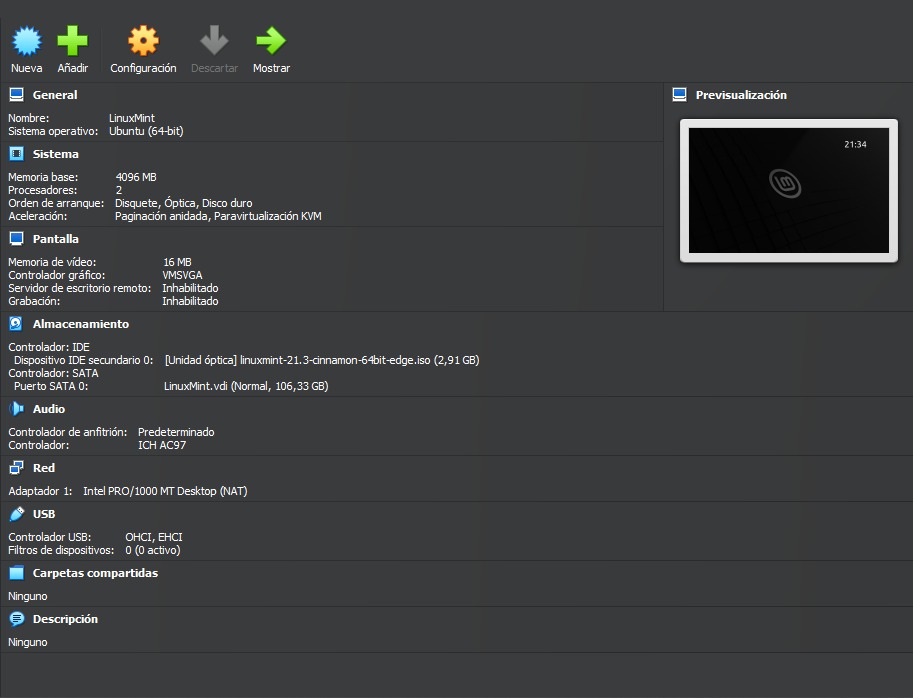 Nueva Añadir Configuración Descartar Mostrar
General
Nombre: LinuxMint
Sistema operativo: Ubuntu (64-bit)
Sistema
Memoria base: 4096 MB
Procesadores: 2
Orden de arranque: Disquete, Óptica, Disco duro
Aceleración: Paginación anidada, Paravirtualización KVM
Pantalla
Memoria de vídeo: 16 MB
Controlador gráfico: VMSVGA
Servidor de escritorio remoto: Inhabilitado
Grabación: Inhabilitado
Previsualización
21:34
Almacenamiento
Controlador: IDE
Dispositivo IDE secundario 0: [Unidad óptica] linuxmint-21.3-cinnamon-64bit-edge.iso (2,91 GB)
Controlador: SATA
Puerto SATA 0: LinuxMint.vdi (Normal, 106,33 GB)
Audio
Controlador de anfitrión: Predeterminado
Controlador: ICH AC97
Red
Adaptador 1: Intel PRO/1000 MT Desktop (NAT)
USB
Controlador USB: OHCI, EHCI
Filtros de dispositivos: 0 (0 activo)
Carpetas compartidas
Ninguno
Descripción
Ninguno